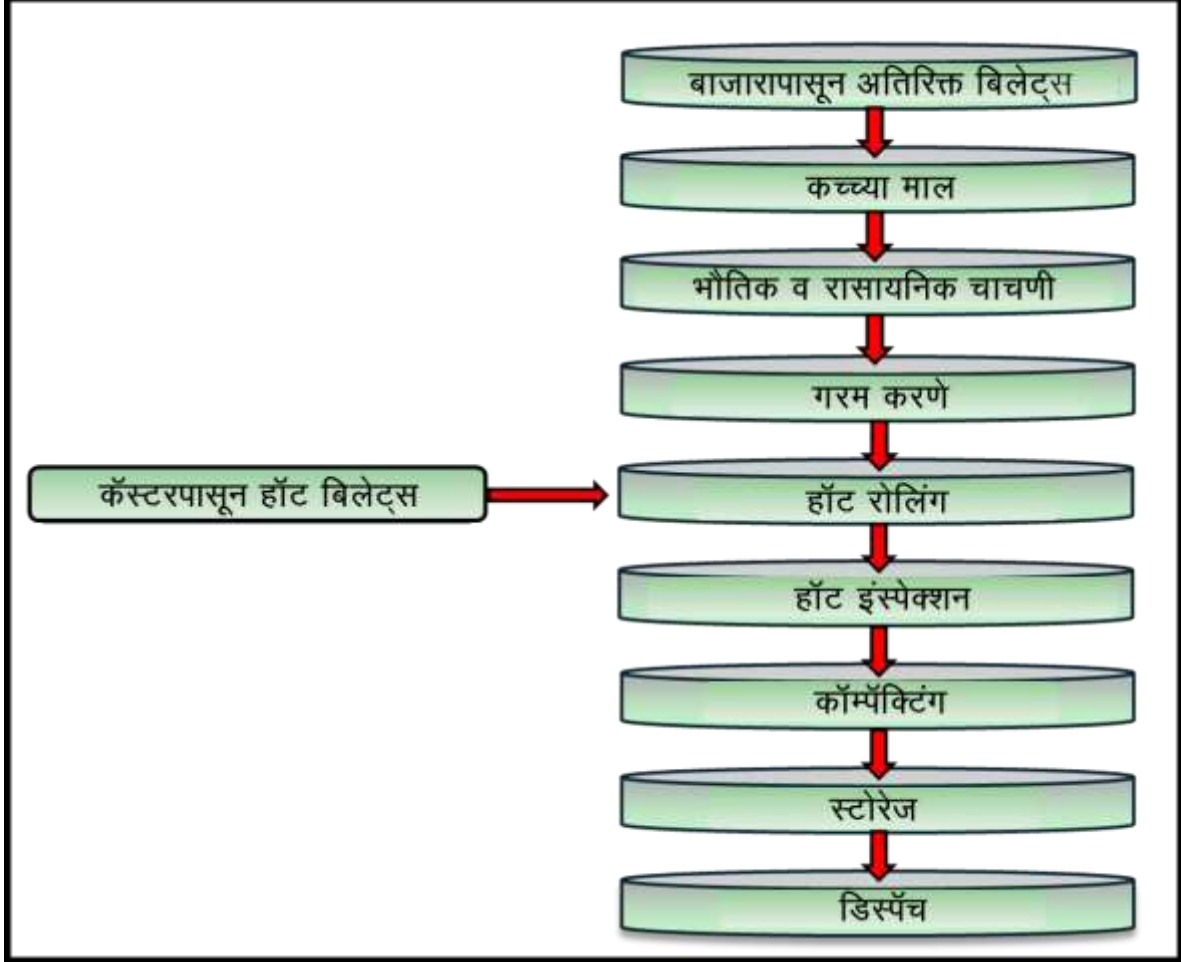 बाजारापासून अतिरिक्त बिलेट्स
कच्च्या माल
भौतिक व रासायनिक चाचणी
गरम करणे
कॅस्टरपासून हॉट बिलेट्स
हॉट रोलिंग
हॉट इंस्पेक्शन
कॉम्पॅक्टिंग
स्टोरेज
डिस्पॅच